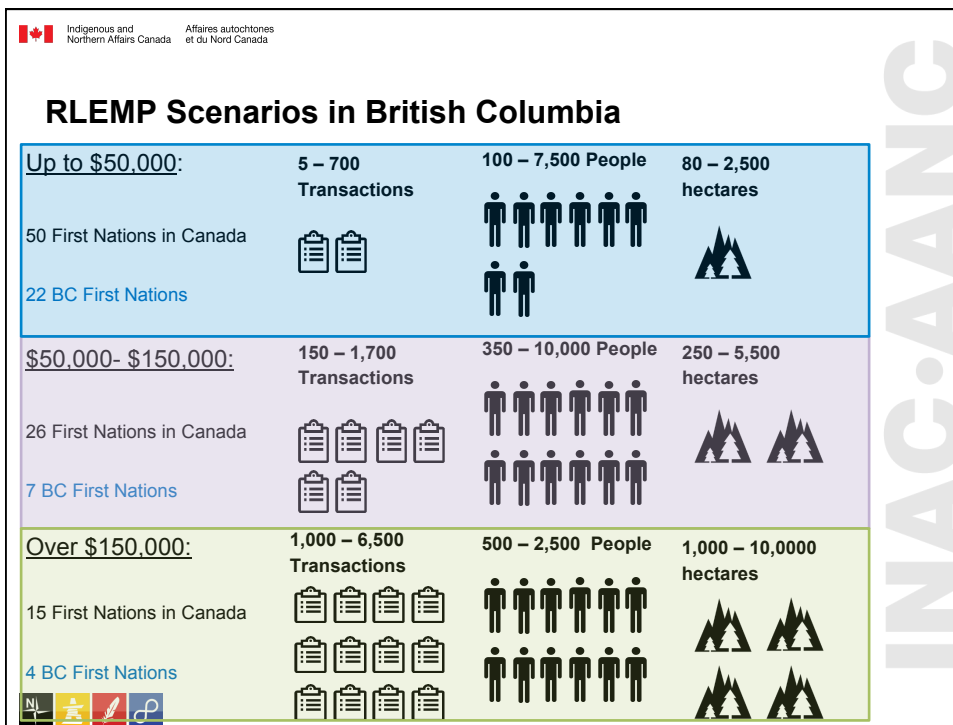 Indigenous and Affaires autochtones
Northern Affairs Canada et du Nord Canada
RLEMP Scenarios in British Columbia
Up to $50,000:
50 First Nations in Canada
22 BC First Nations
5 – 700
Transactions
100 – 7,500 People
80 – 2,500
hectares
$50,000- $150,000:
26 First Nations in Canada
7 BC First Nations
150 – 1,700
Transactions
350 – 10,000 People
250 – 5,500
hectares
Over $150,000:
15 First Nations in Canada
4 BC First Nations
1,000 – 6,500
Transactions
500 – 2,500 People
1,000 – 10,0000
hectares
INAC•AANC
N